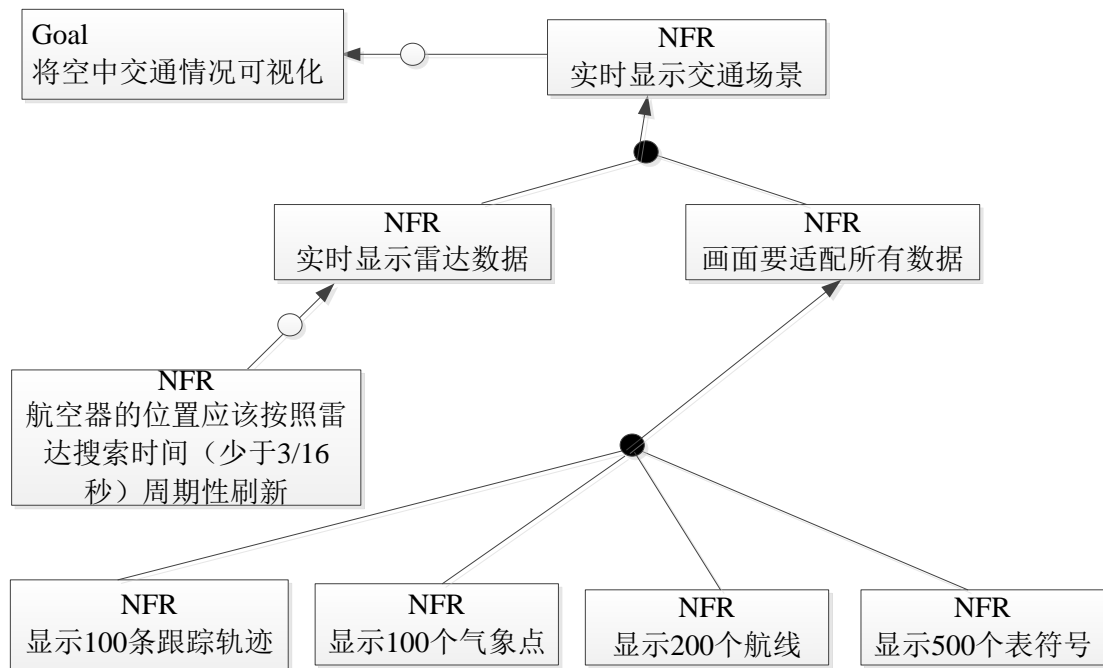 Goal
将空中交通情况可视化
NFR
实时显示交通场景
NFR
实时显示雷达数据
NFR
画面要适配所有数据
NFR
航空器的位置应该按照雷
达搜索时间（少于3/16
秒）周期性刷新
NFR
显示100条跟踪轨迹
NFR
显示100个气象点
NFR
显示200个航线
NFR
显示500个表符号